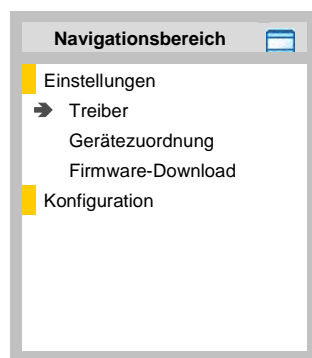 Navigationsbereich
Einstellungen
Treiber
Gerätezuordnung
Firmware-Download
Konfiguration